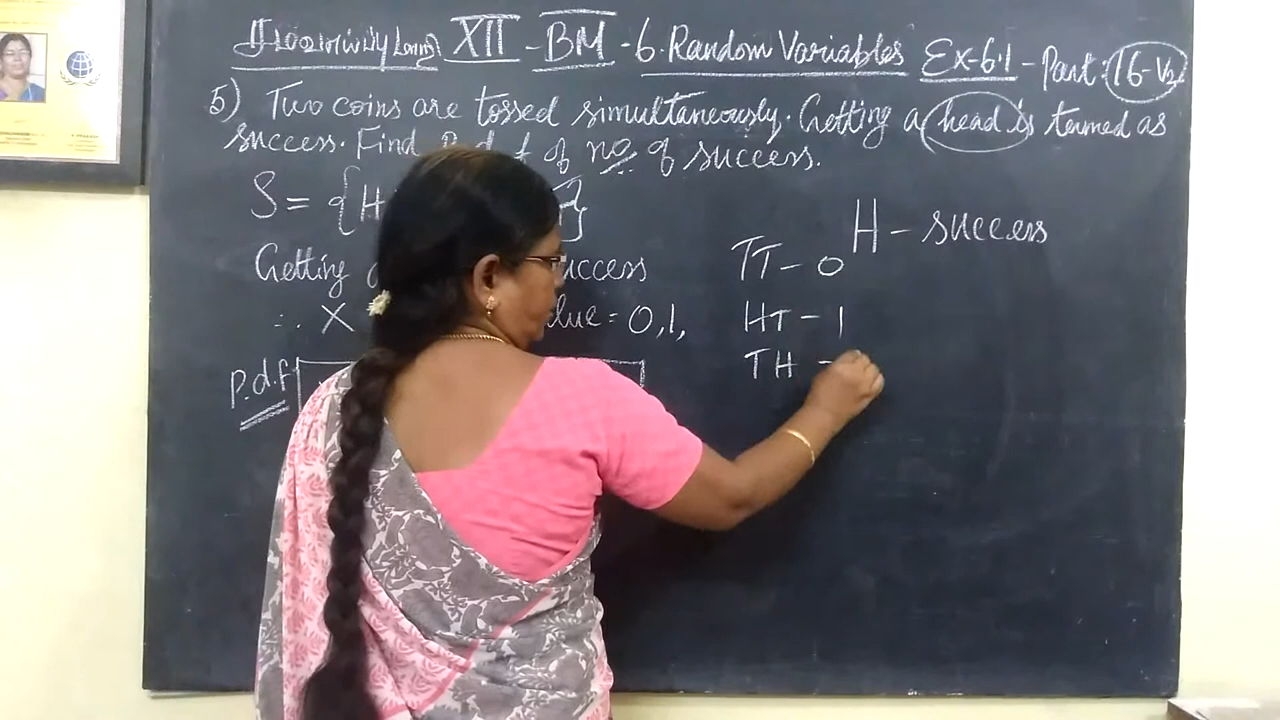 XII - BM - 6. Random Variables Ex-6.1 - Part: 16-V2
5) Two coins are tossed simultaneously. Getting a head is termed as
success. Find P.d.f of no. of success.
S = {H }
Getting success
∴ X = 0,1,
P.d.f
H - success
TT - 0
HT - 1
TH -